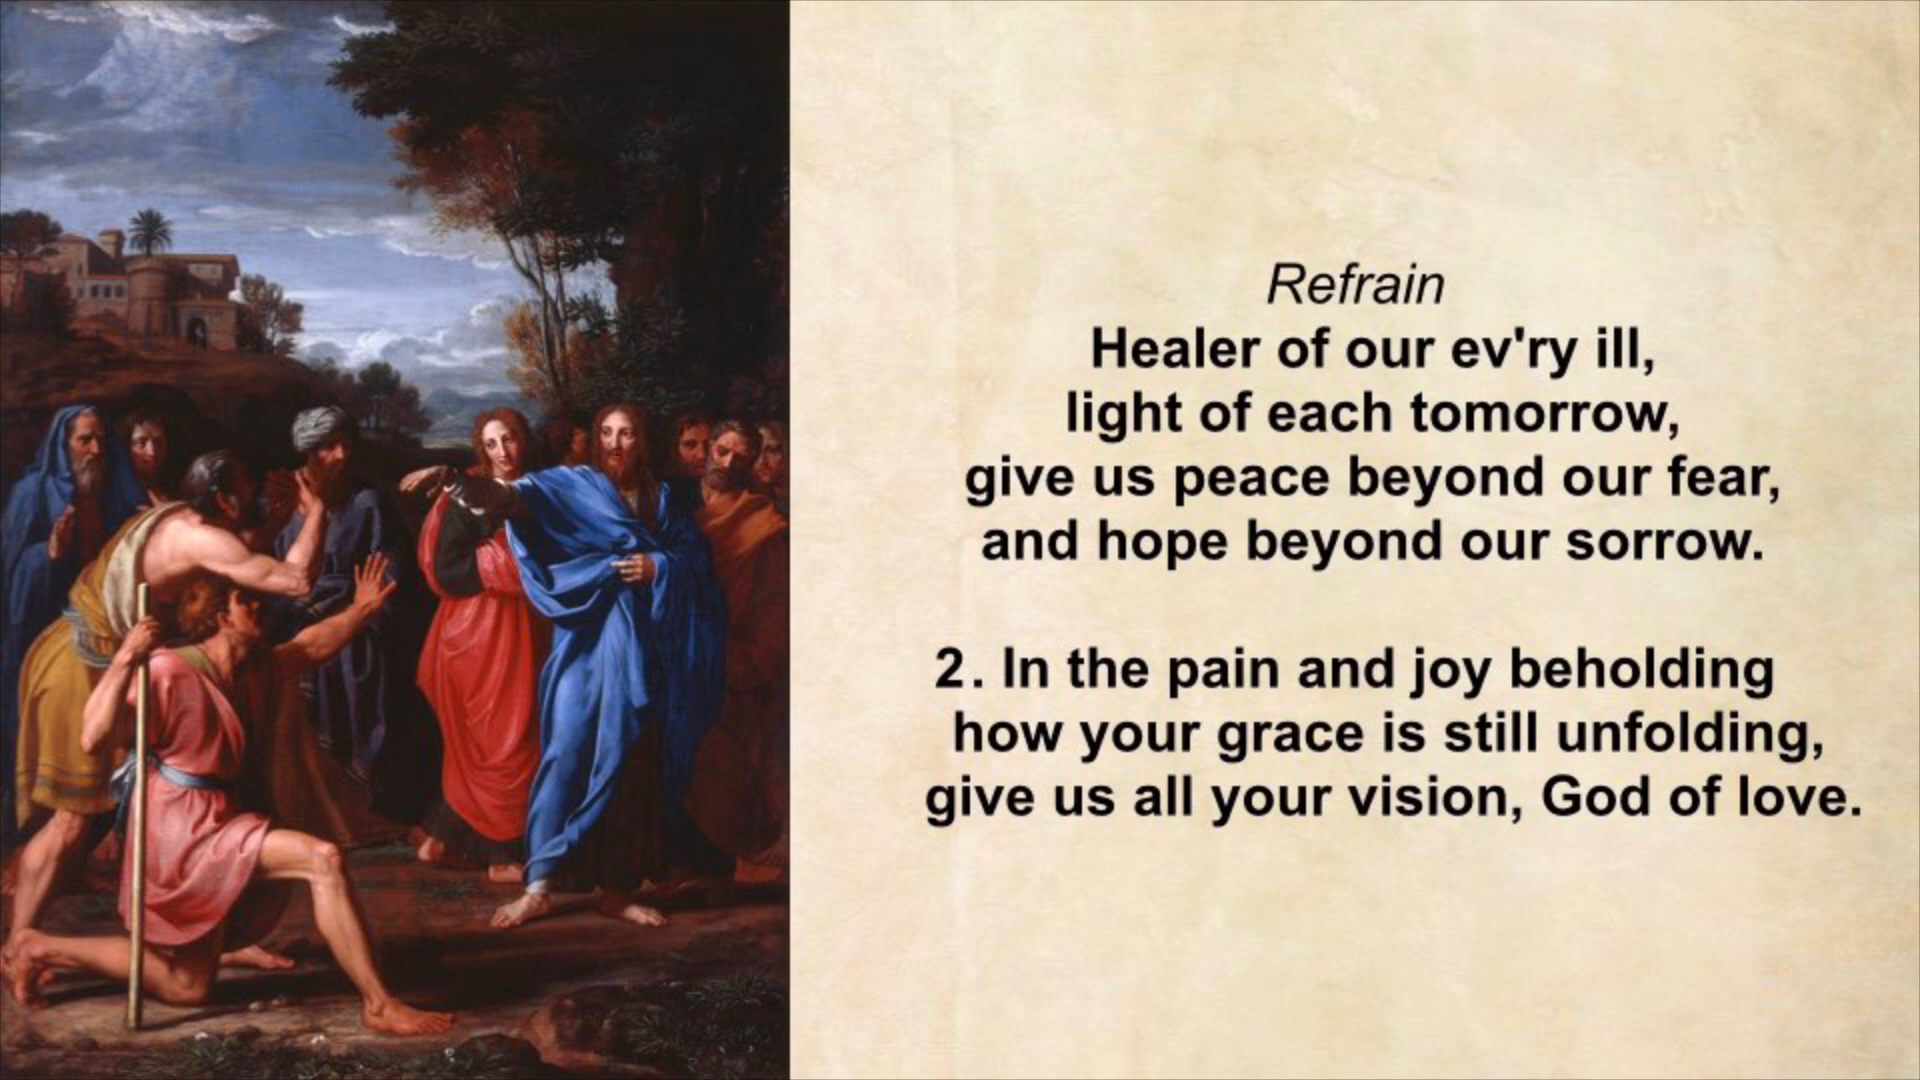 Refrain
Healer of our ev'ry ill,
light of each tomorrow,
give us peace beyond our fear,
and hope beyond our sorrow.
2. In the pain and joy beholding
how your grace is still unfolding,
give us all your vision, God of love.